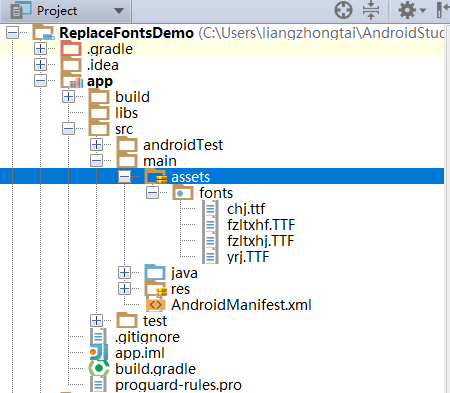 Project
ReplaceFontsDemo (C:\Users\liangzhongtai\AndroidStud
.gradle
.idea
app
build
libs
src
androidTest
main
assets
fonts
chj.ttf
fzltxhf.TTF
fzltxhj.TTF
yrj.TTF
java
res
AndroidManifest.xml
test
.gitignore
app.iml
build.gradle
proguard-rules.pro